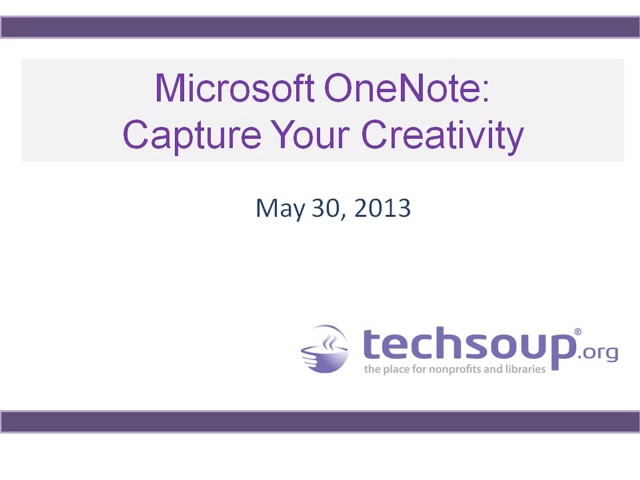 Microsoft OneNote:
Capture Your Creativity
May 30, 2013
techsoup®.org
the place for nonprofits and libraries